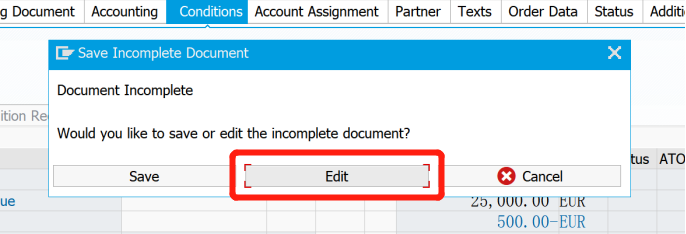 g Document Accounting Conditions Account Assignment Partner Texts Order Data Status Additi
Save Incomplete Document
Document Incomplete
ition Re
Would you like to save or edit the incomplete document?
tus ATO
Save Edit Cancel
ue 25,000.00 EUR
500.00-EUR